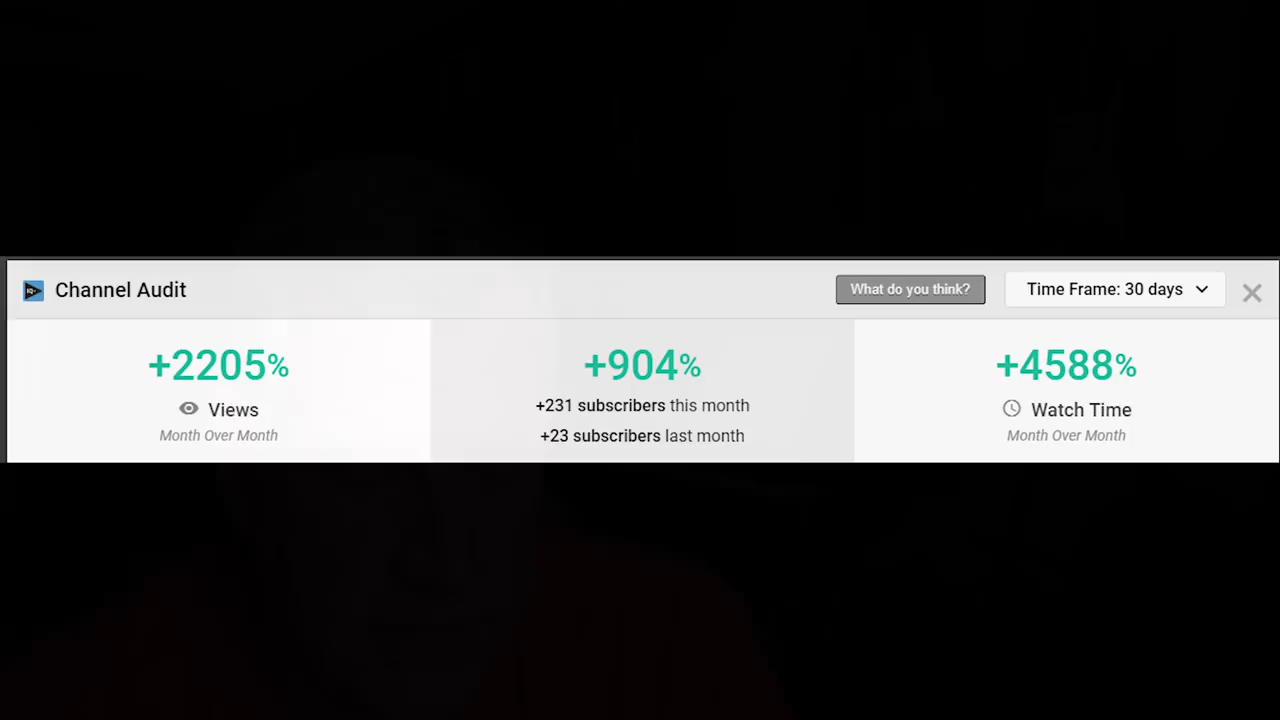 Channel Audit
What do you think?
Time Frame: 30 days
+2205%
Views
Month Over Month
+904%
+231 subscribers this month
+23 subscribers last month
+4588%
Watch Time
Month Over Month